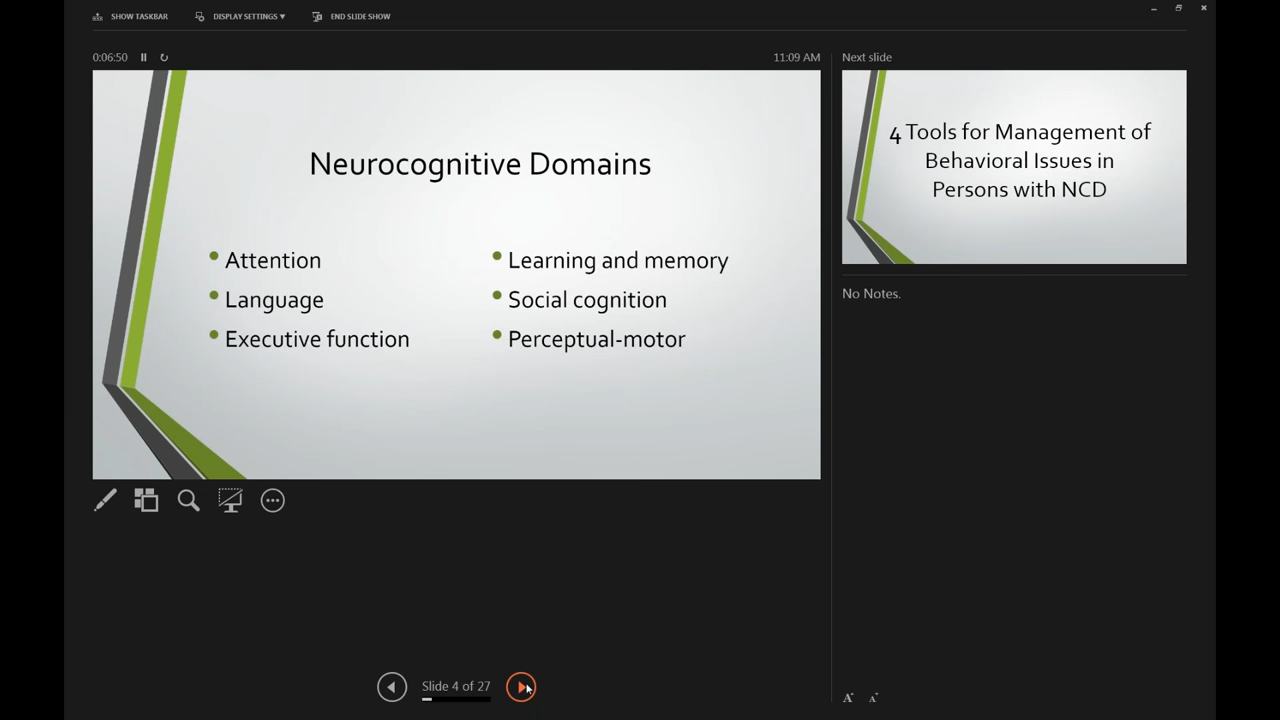 SHOW TASKBAR
DISPLAY SETTINGS ▼
END SLIDE SHOW
0:06:50
11:09 AM
Neurocognitive Domains
• Attention
• Language
• Executive function
• Learning and memory
• Social cognition
• Perceptual-motor
Next slide
4 Tools for Management of
Behavioral Issues in
Persons with NCD
No Notes.
Slide 4 of 27
A A